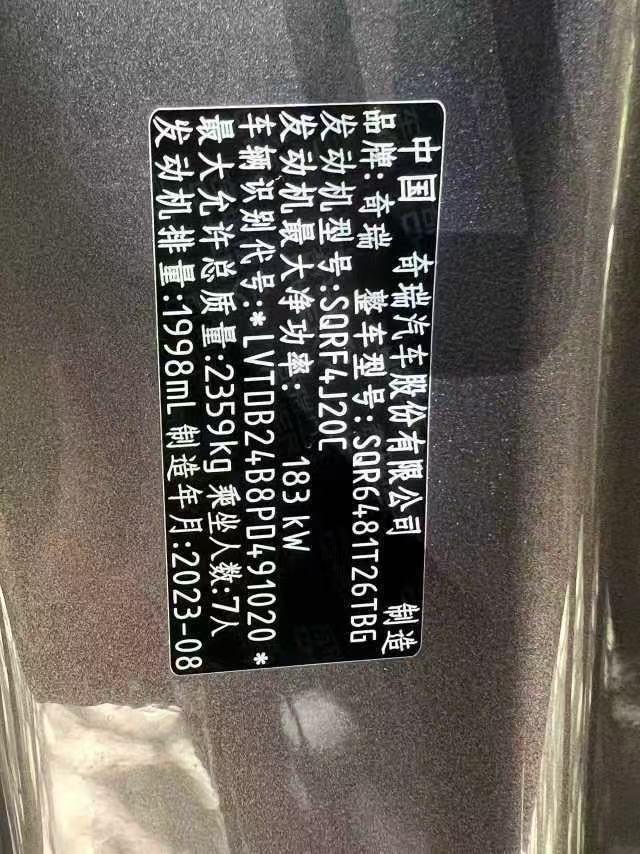 中国 奇瑞汽车股份有限公司 制造
品牌:奇瑞 整车型号:SQR6481T26TBG
发动机型号:SQRF4J20C
发动机最大净功率: 183kW
车辆识别代号:*LVTDB24B8PD491020*
最大允许总质量:2359kg 乘坐人数:7人
发动机排量:1998ml 制造年月:2023-08